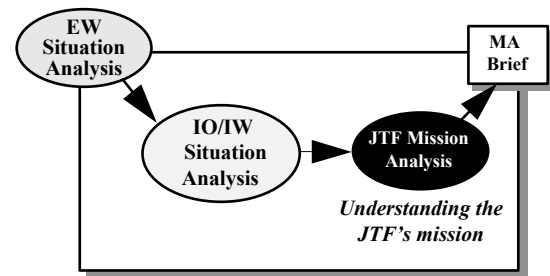 EW
Situation
Analysis
MA
Brief
IO/IW
Situation
Analysis
JTF Mission
Analysis
Understanding the
JTF's mission